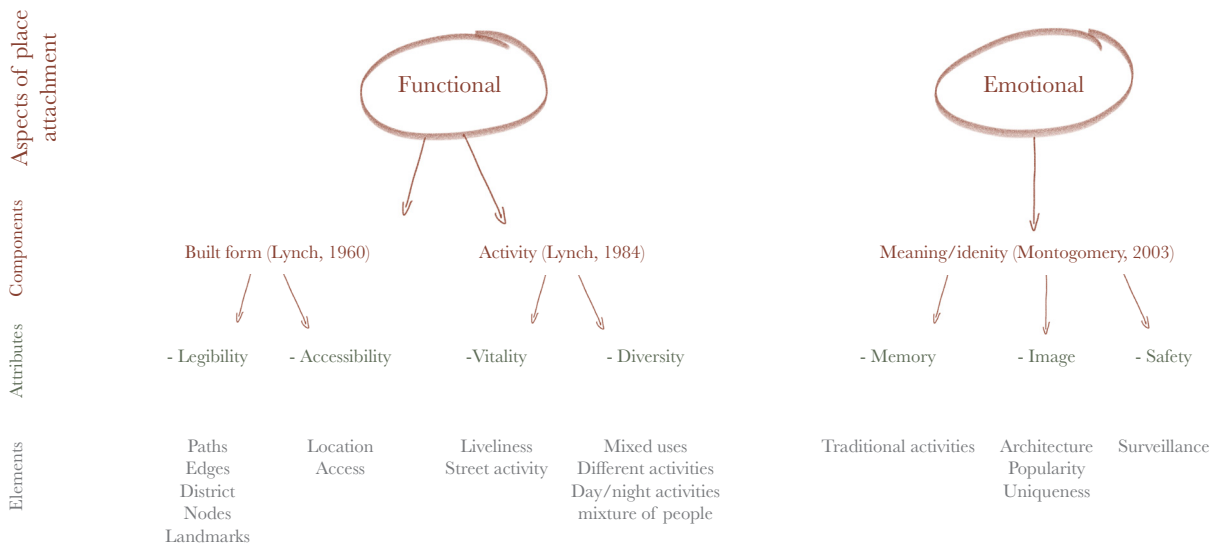 Aspects of place
attachment
Functional
Emotional
Components
Built form (Lynch, 1960)
Activity (Lynch, 1984)
Meaning/idenity (Montogomery, 2003)
Attributes
- Legibility
- Accessibility
-Vitality
- Diversity
- Memory
- Image
- Safety
Elements
Paths
Edges
District
Nodes
Landmarks
Location
Access
Liveliness
Street activity
Mixed uses
Different activities
Day/night activities
mixture of people
Traditional activities
Architecture
Popularity
Uniqueness
Surveillance